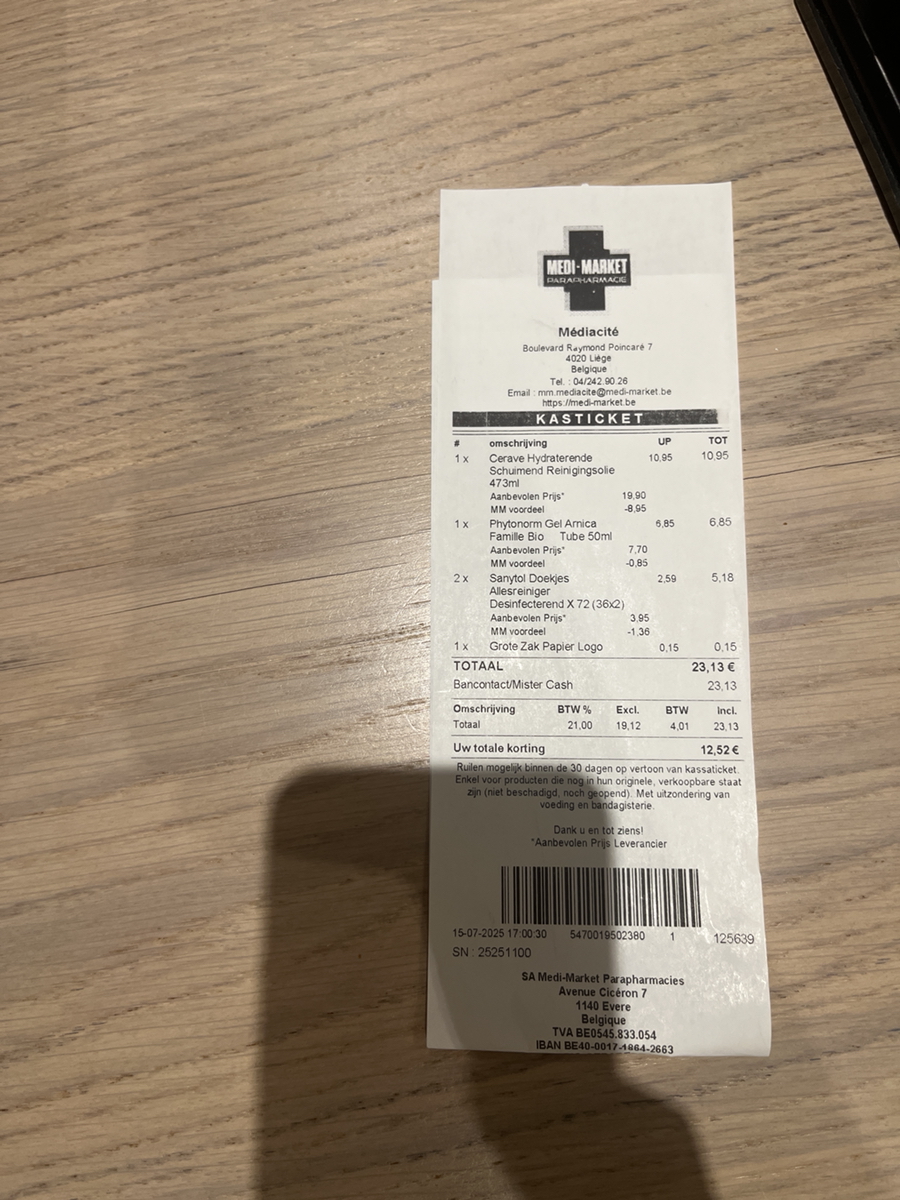 MEDI-MARKET
PARAPHARMACIE
Médiacité
Boulevard Raymond Poincaré 7
4020 Liège
Belgique
Tel. : 04/242.90.26
Email : mm.mediacite@medi-market.be
https://medi-market.be
KASTICKET
# omschrijving UP TOT
1 x Cerave Hydraterende 10,95 10,95
Schuimend Reinigingsolie
473ml
Aanbevolen Prijs* 19,90
MM voordeel -8,95
1 x Phytonorm Gel Arnica 6,85 6,85
Famille Bio Tube 50ml
Aanbevolen Prijs* 7,70
MM voordeel -0,85
2 x Sanytol Doekjes 2,59 5,18
Allesreiniger
Desinfecterend X 72 (36x2)
Aanbevolen Prijs* 3,95
MM voordeel -1,36
1 x Grote Zak Papier Logo 0,15 0,15
TOTAAL 23,13 €
Bancontact/Mister Cash 23,13
Omschrijving BTW % Excl. BTW Incl.
Totaal 21,00 19,12 4,01 23,13
Uw totale korting 12,52 €
Ruilen mogelijk binnen de 30 dagen op vertoon van kassaticket.
Enkel voor producten die nog in hun originele, verkoopbare staat
zijn (niet beschadigd, noch geopend). Met uitzondering van
voeding en bandagisterie.
Dank u en tot ziens!
*Aanbevolen Prijs Leverancier
15-07-2025 17:00:30 5470019502380 1 125639
SN : 25251100
SA Medi-Market Parapharmacies
Avenue Cicéron 7
1140 Evere
Belgique
TVA BE0545.833.054
IBAN BE40-0017-1864-2663